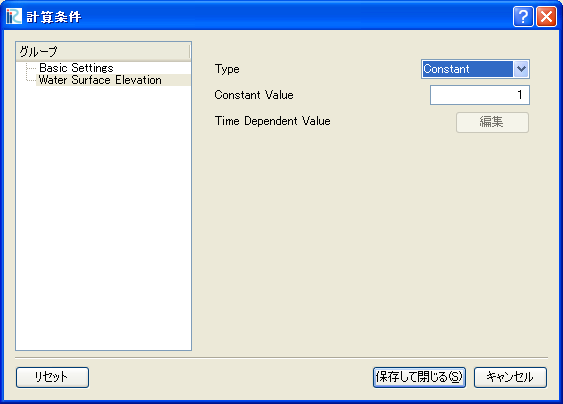 計算条件
グループ
Basic Settings
Water Surface Elevation
Type Constant
Constant Value 1
Time Dependent Value 編集
リセット 保存して閉じる(S) キャンセル